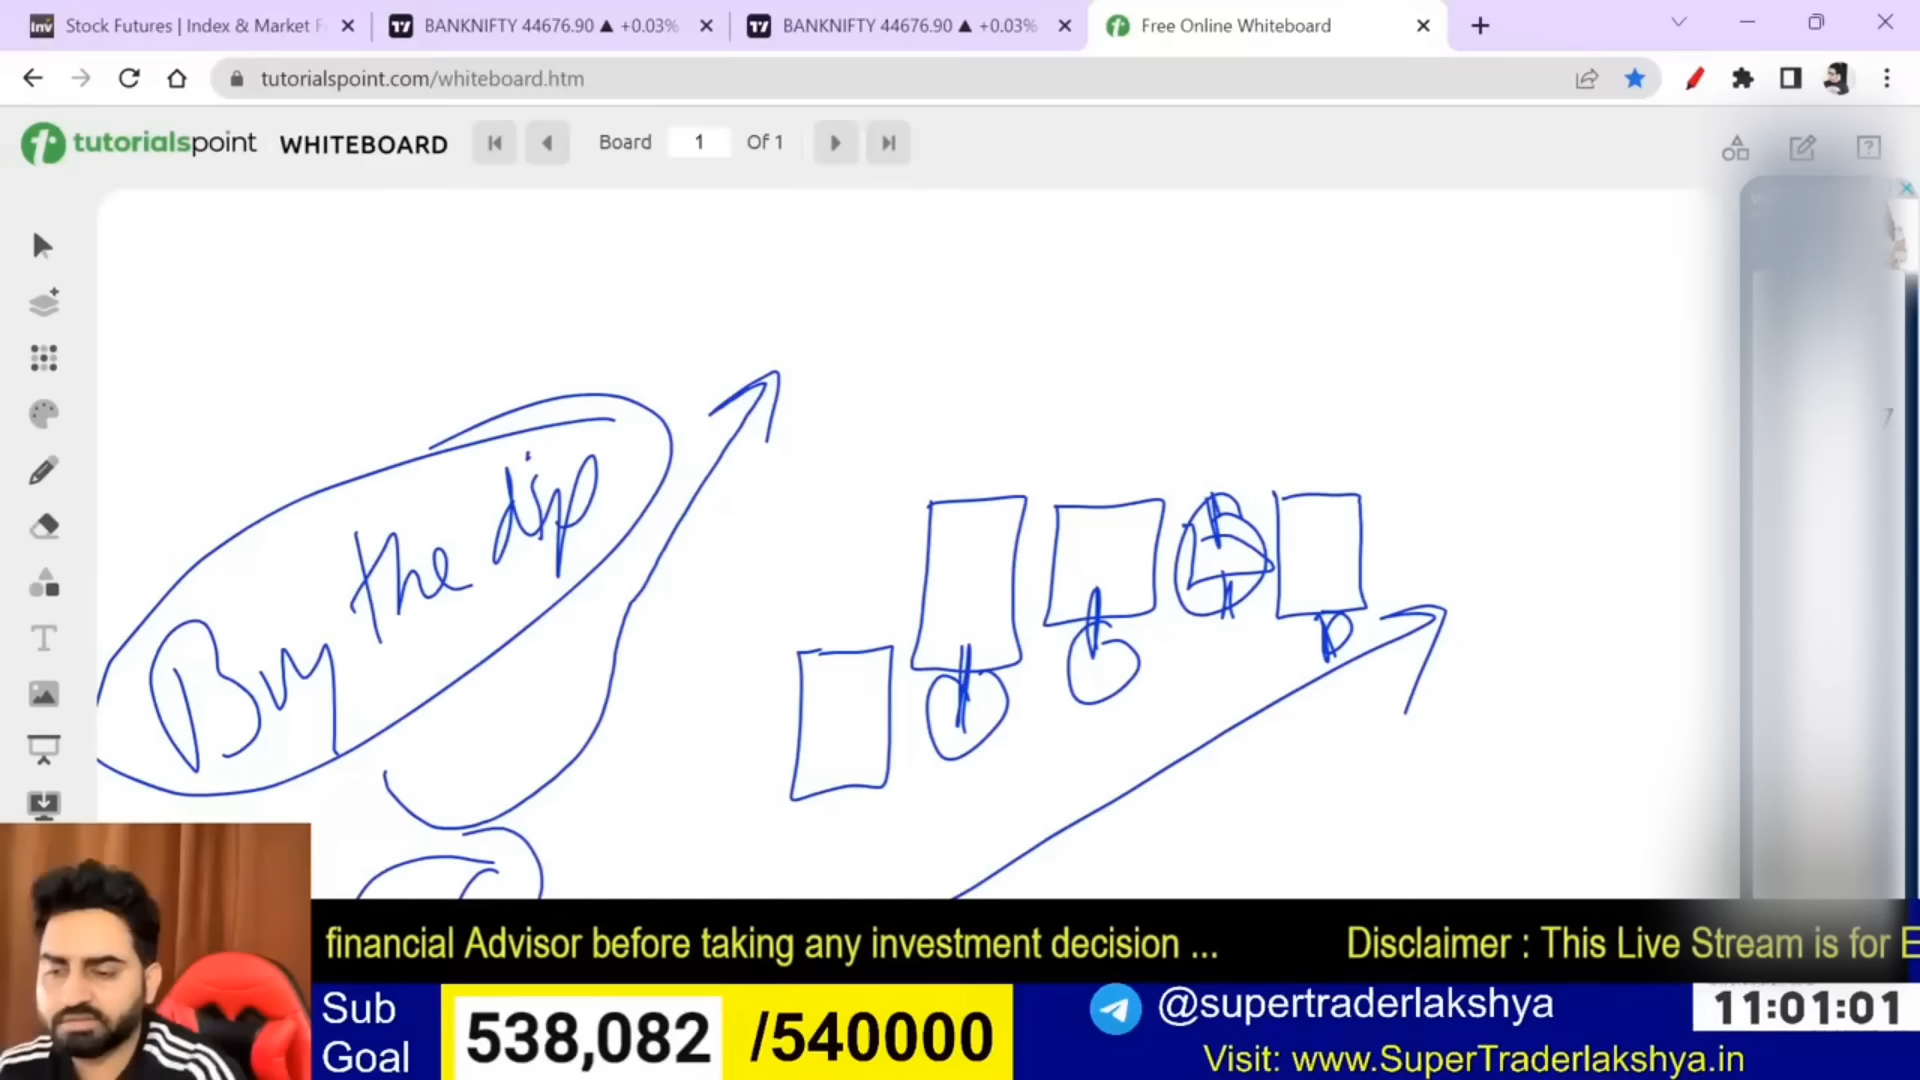 Stock Futures | Index & Market F
BANKNIFTY 44676.90 ▲ +0.03%
BANKNIFTY 44676.90 ▲ +0.03%
Free Online Whiteboard
tutorialspoint.com/whiteboard.htm
tutorialspoint WHITEBOARD Board 1 Of 1
Buy the dip
financial Advisor before taking any investment decision ... Disclaimer : This Live Stream is for E
Sub Goal
538,082 /540000
@supertraderlakshya
11:01:01
Visit: www.SuperTraderlakshya.in